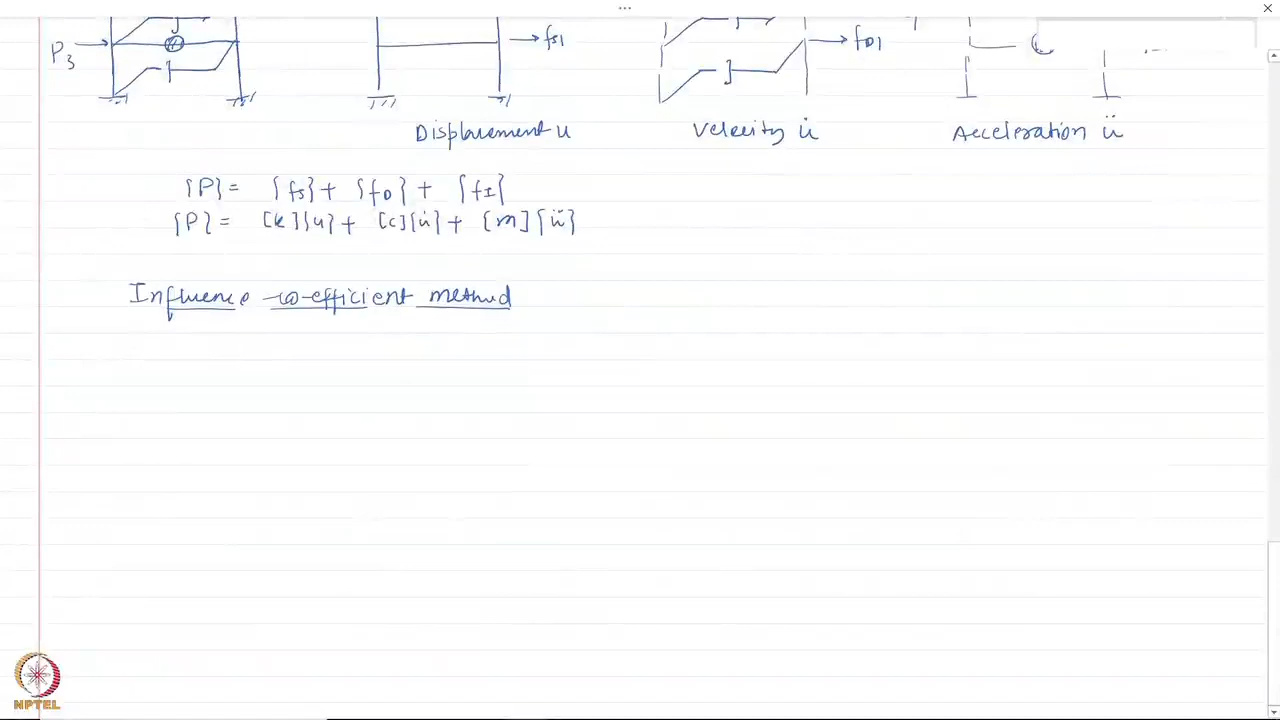 P3 → fs1 → fD1
Displacement u Velocity u̇ Acceleration ü
{P} = {fs} + {fD} + {fI}
{P} = [k]{u} + [c]{u̇} + [m]{ü}
Influence co-efficient method
NPTEL